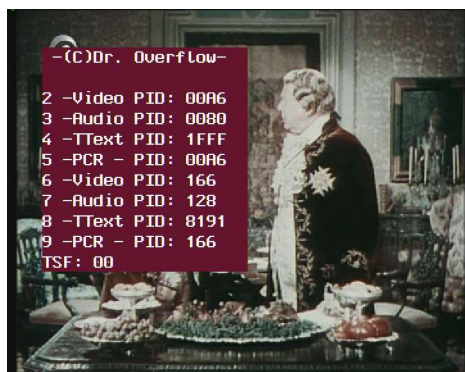 -(C)Dr. Overflow-
2 -Video PID: 00A6
3 -Audio PID: 0080
4 -TText PID: 1FFF
5 -PCR - PID: 00A6
6 -Video PID: 166
7 -Audio PID: 128
8 -TText PID: 8191
9 -PCR - PID: 166
TSF: 00